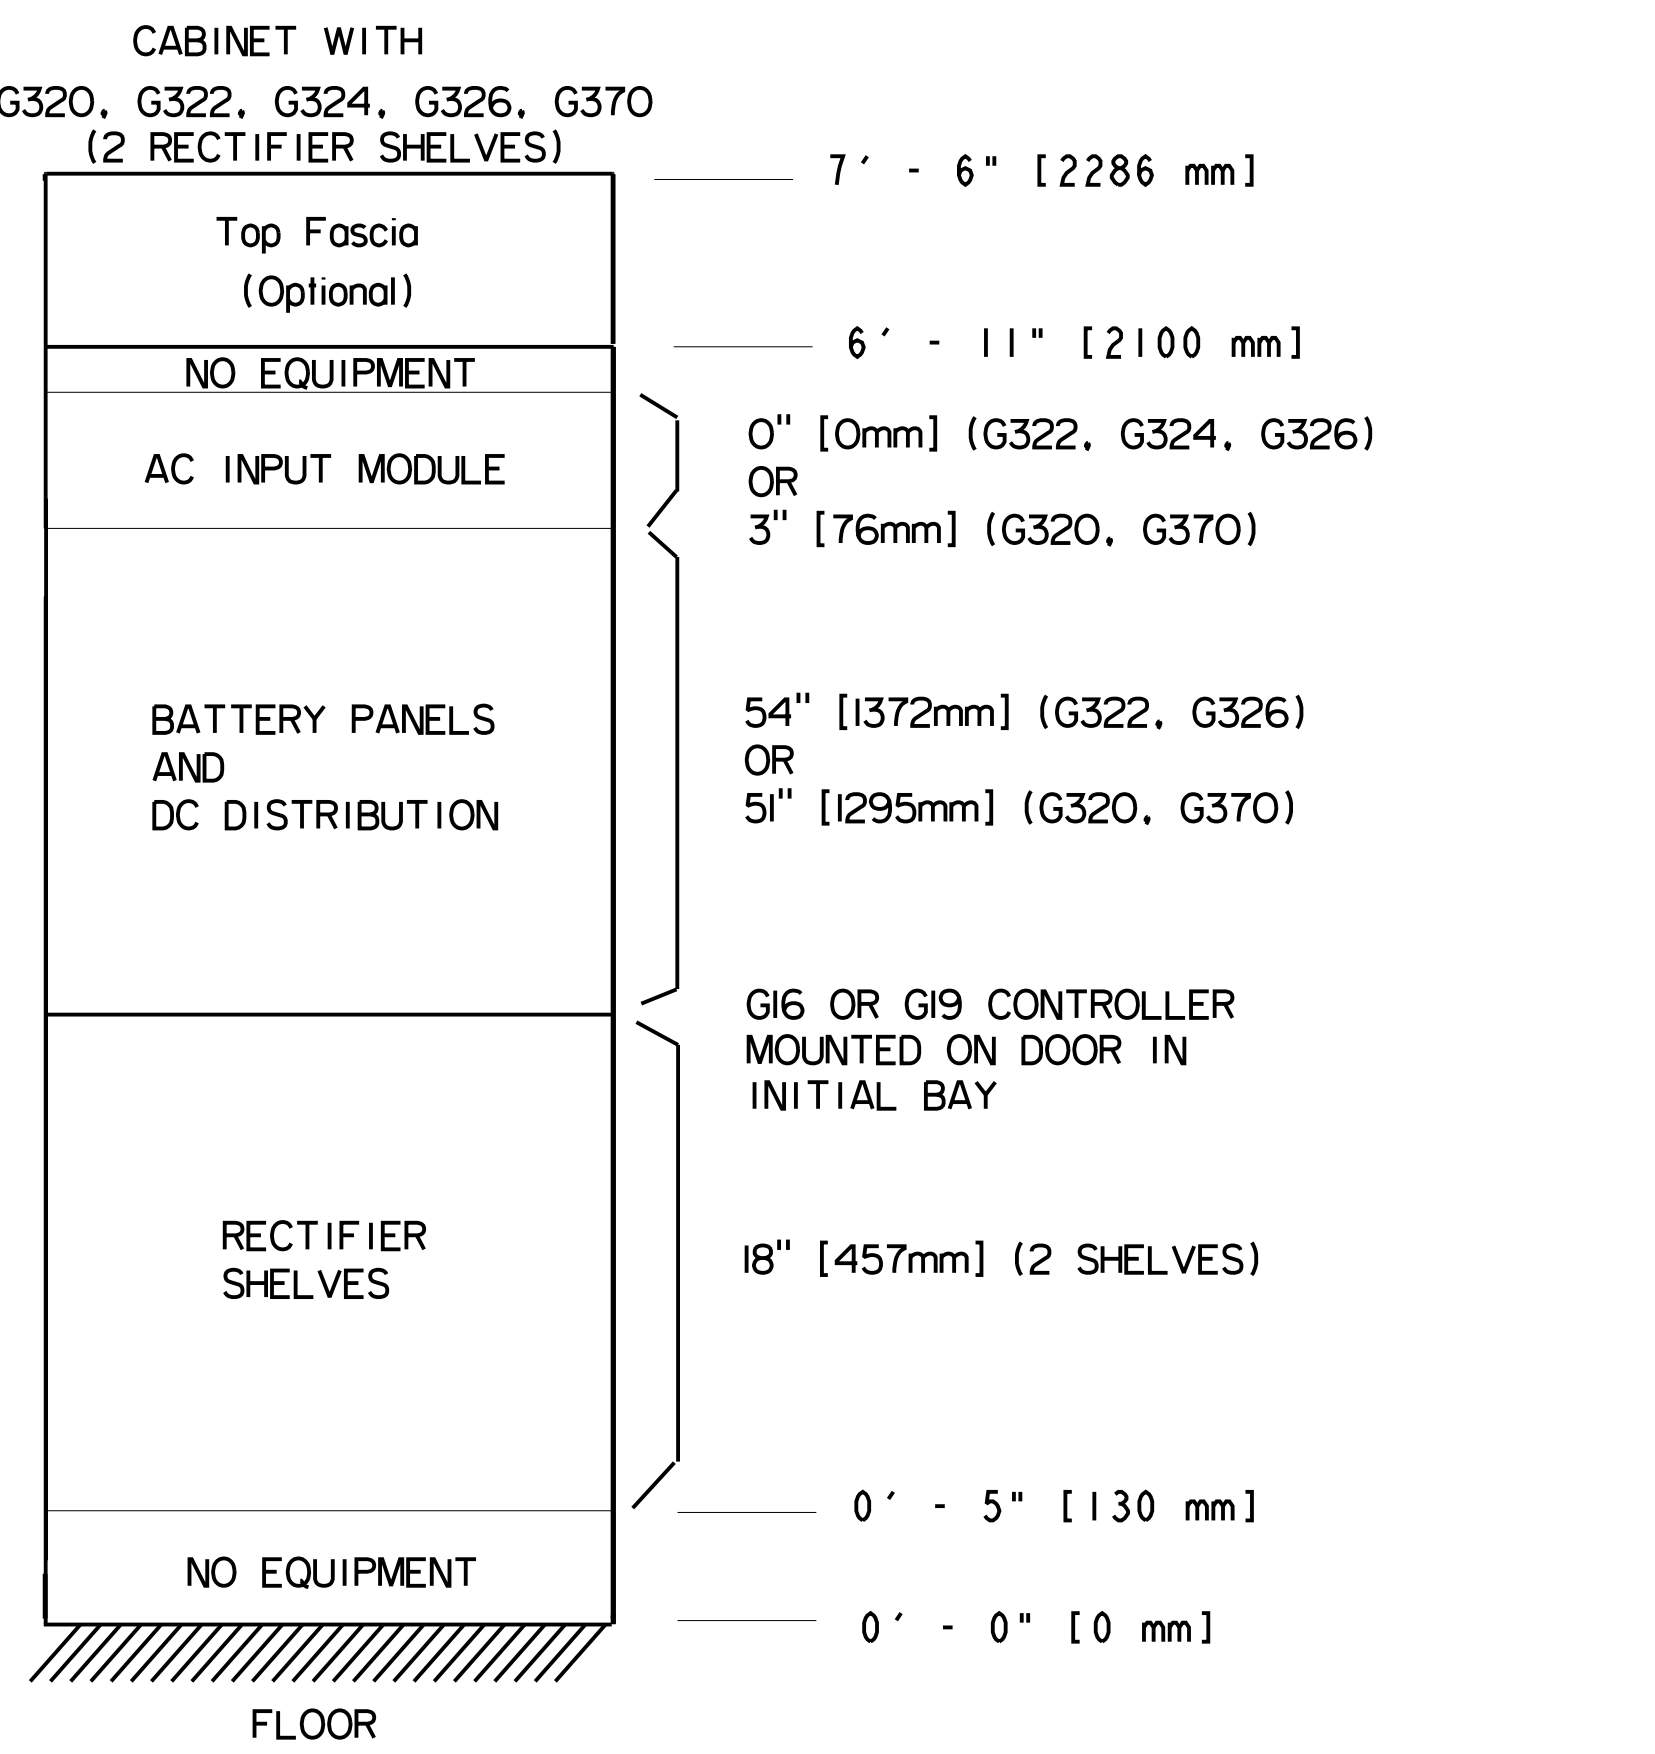 CABINET WITH
G320, G322, G324, G326, G370
(2 RECTIFIER SHELVES)
7' - 6" [2286 mm]
Top Fascia
(Optional)
6' - 11" [2100 mm]
NO EQUIPMENT
0" [0mm] (G322, G324, G326)
AC INPUT MODULE
OR
3" [76mm] (G320, G370)
54" [1372mm] (G322, G326)
BATTERY PANELS
AND
DC DISTRIBUTION
OR
51" [1295mm] (G320, G370)
G16 OR G19 CONTROLLER
MOUNTED ON DOOR IN
INITIAL BAY
RECTIFIER
SHELVES
18" [457mm] (2 SHELVES)
0' - 5" [130 mm]
NO EQUIPMENT
0' - 0" [0 mm]
FLOOR